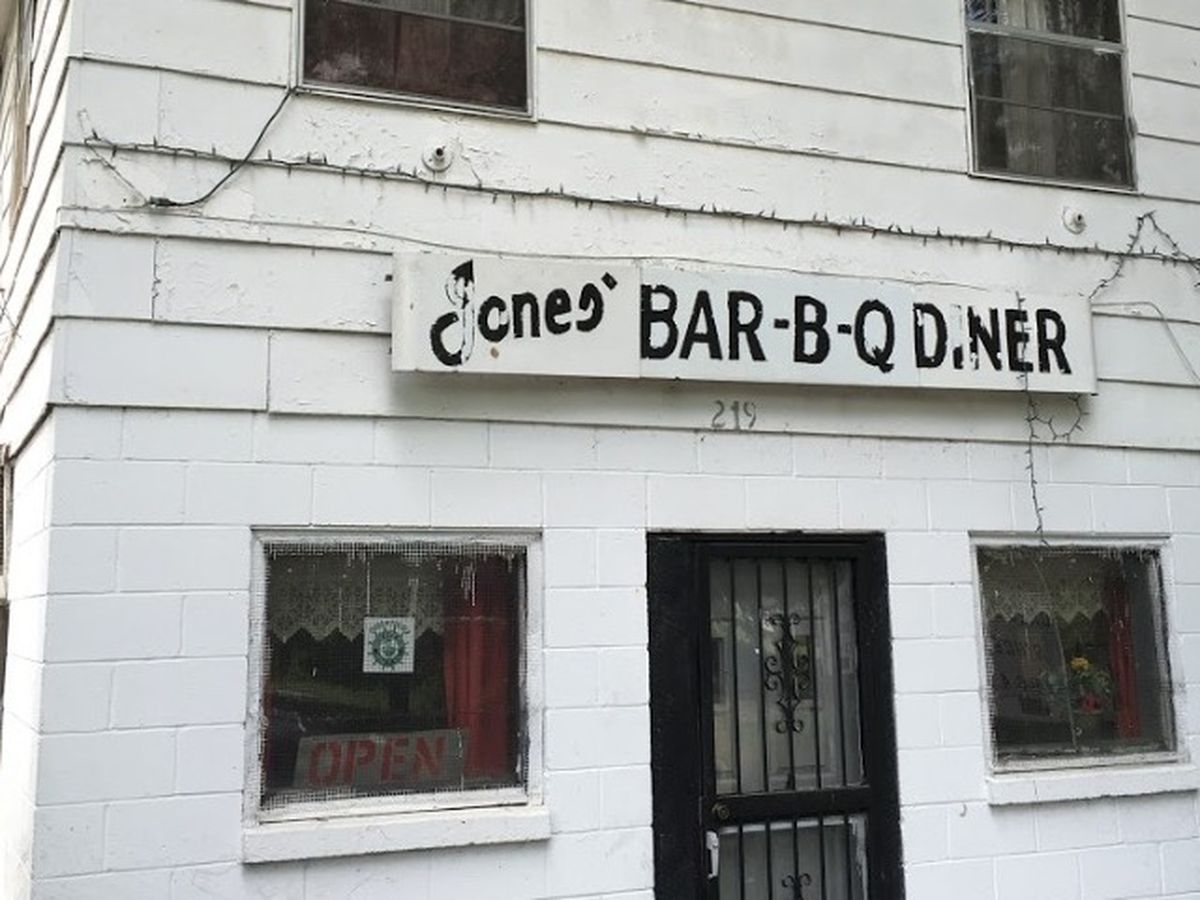 Jones' BAR-B-Q DINER
219
OPEN